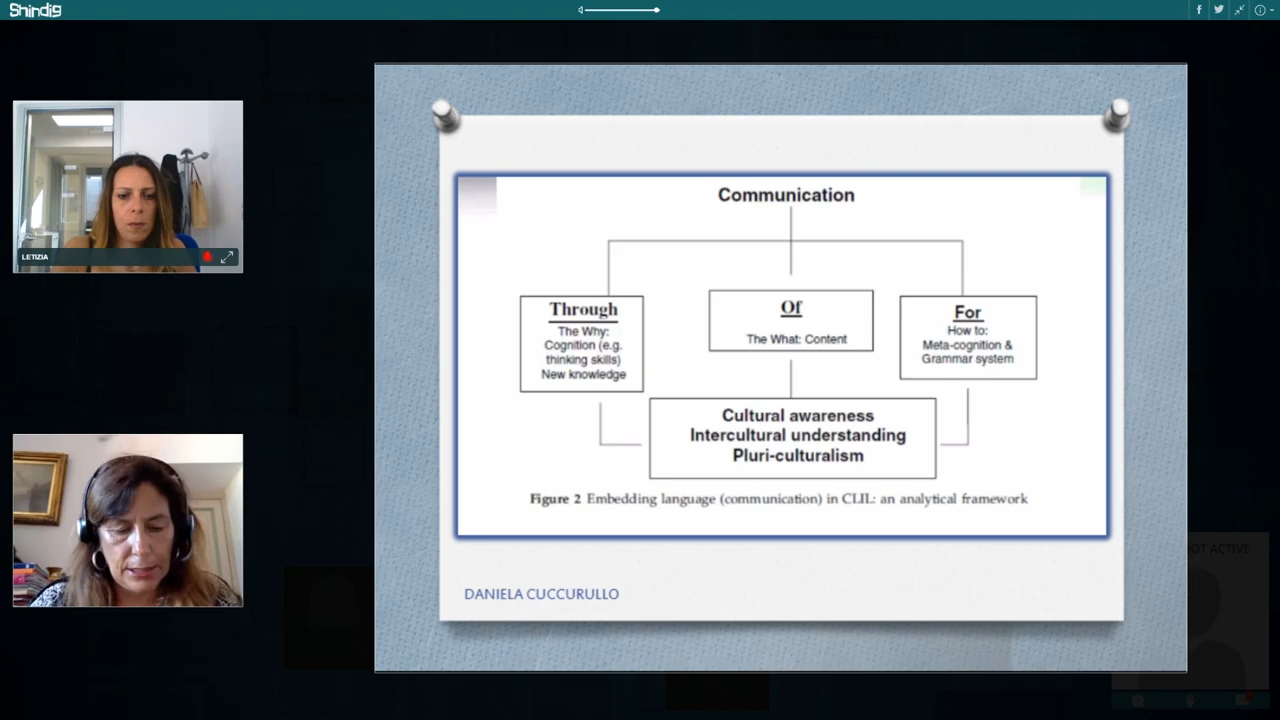 Shindig
LETIZIA
Communication
Through
The Why:
Cognition (e.g.
thinking skills)
New knowledge
Of
The What: Content
For
How to:
Meta-cognition &
Grammar system
Cultural awareness
Intercultural understanding
Pluri-culturalism
Figure 2 Embedding language (communication) in CLIL: an analytical framework
DANIELA CUCCURULLO
OT ACTIVE